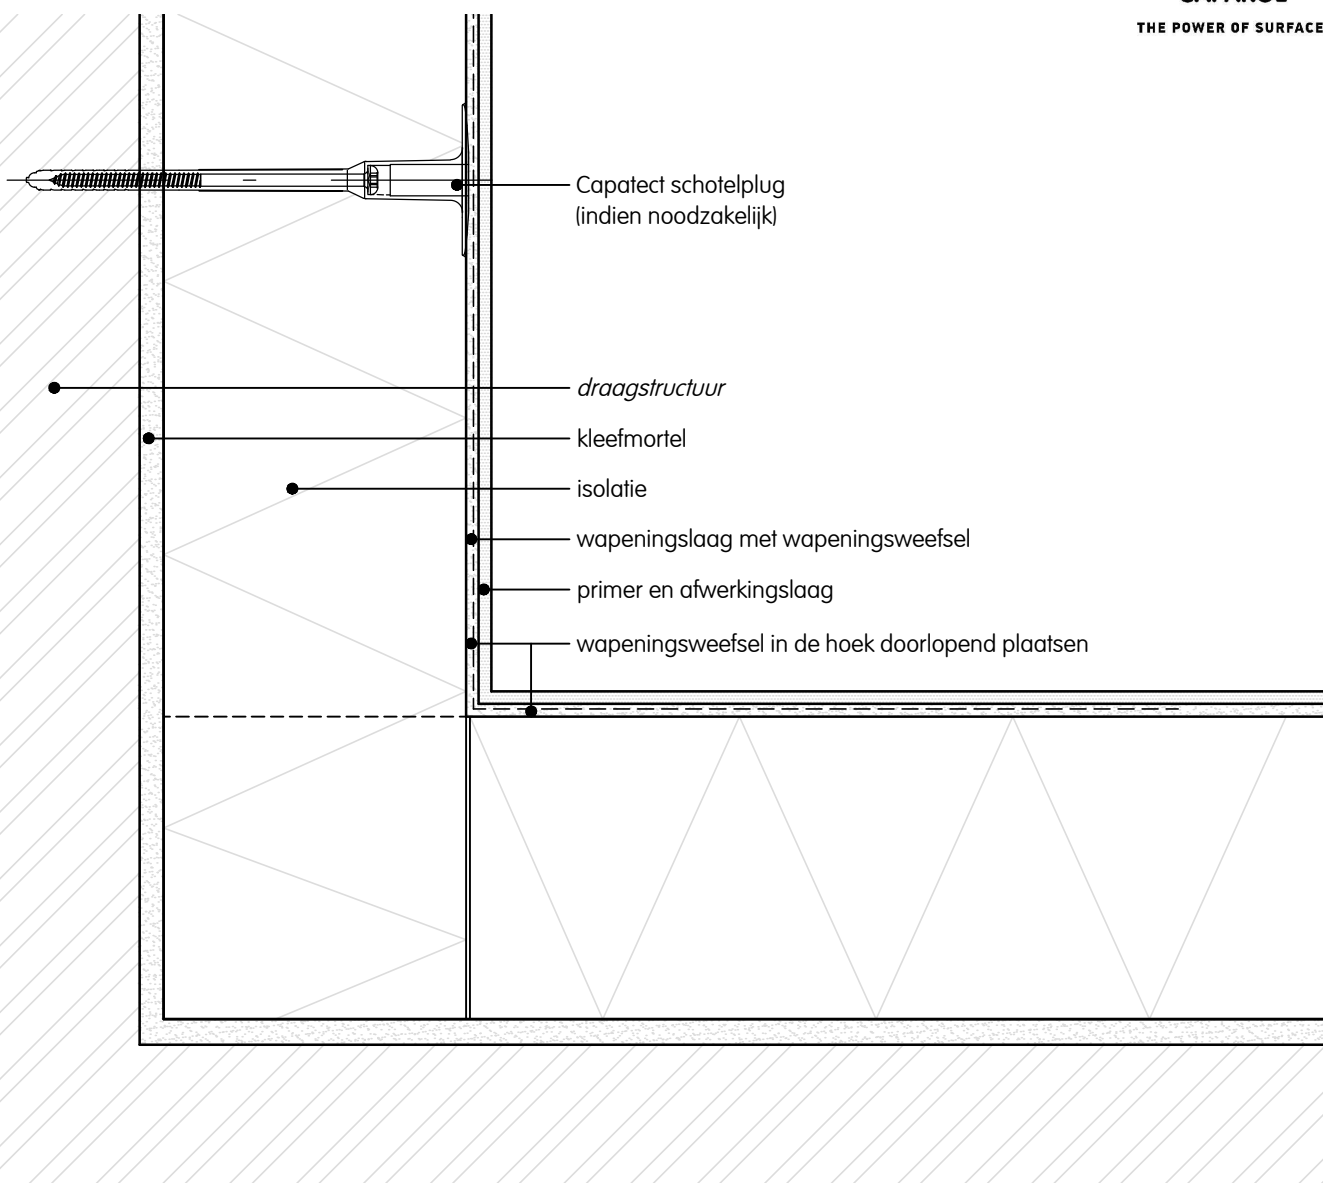 THE POWER OF SURFACE
Capatect schotelplug
(indien noodzakelijk)
draagstructuur
kleefmortel
isolatie
wapeningslaag met wapeningsweefsel
primer en afwerkingslaag
wapeningsweefsel in de hoek doorlopend plaatsen